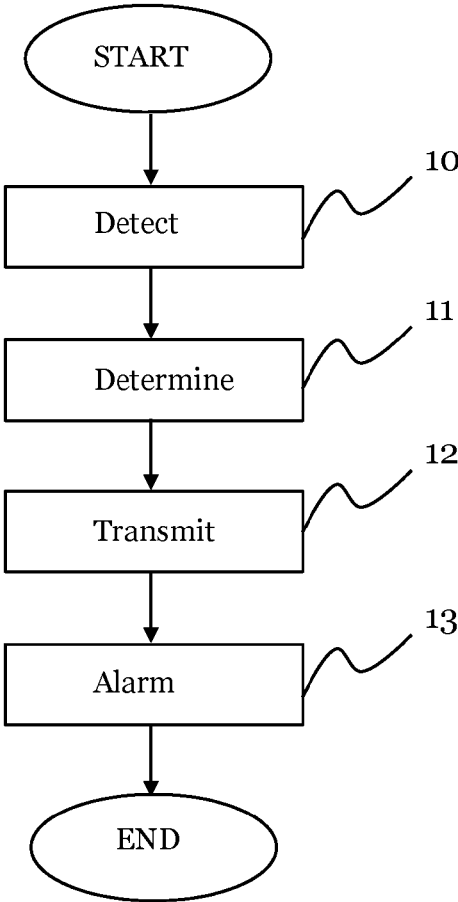 START
10
Detect
11
Determine
12
Transmit
13
Alarm
END